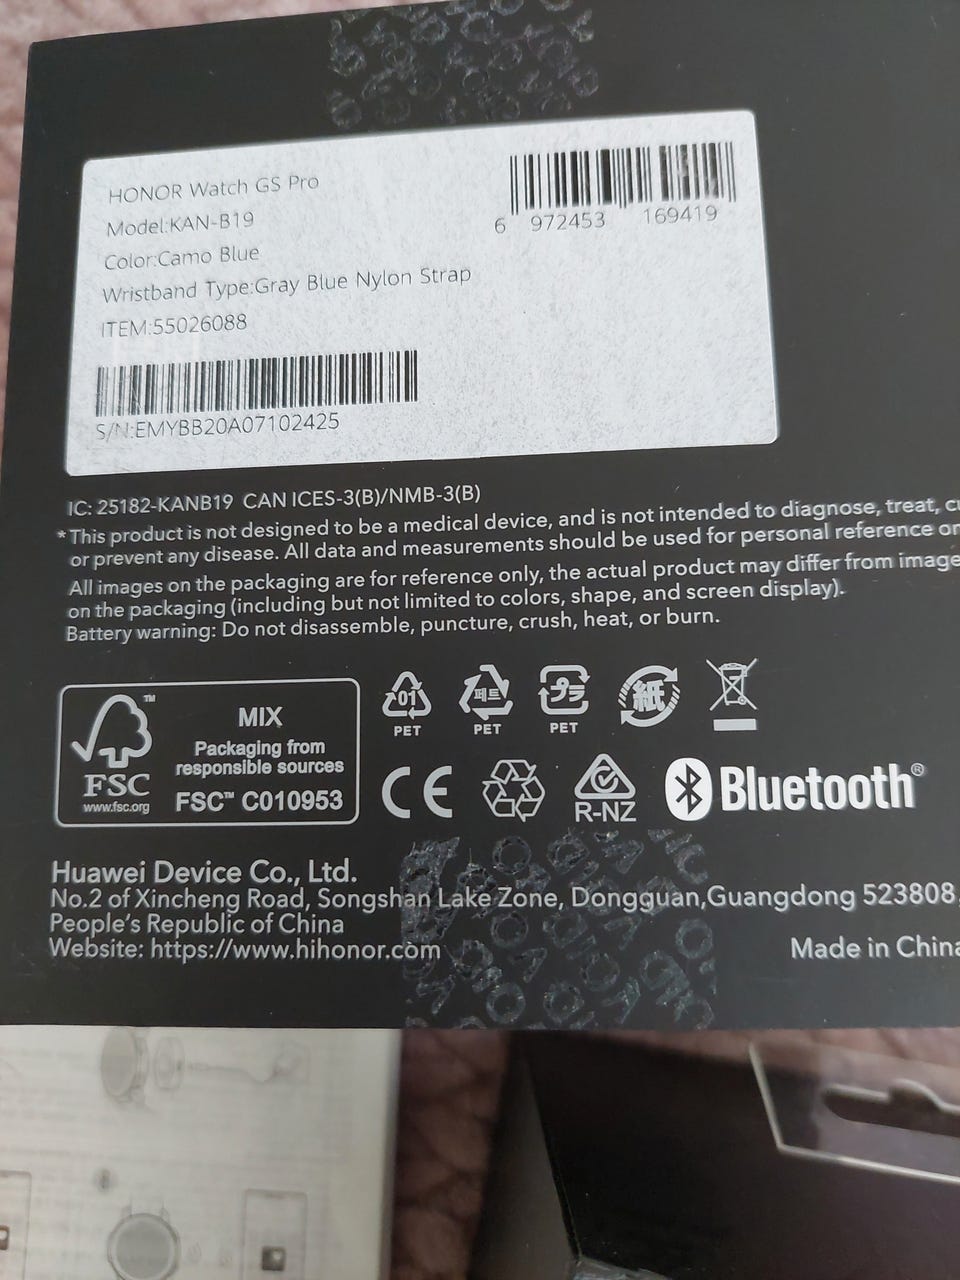 HONOR Watch GS Pro
Model:KAN-B19
Color:Camo Blue
Wristband Type:Gray Blue Nylon Strap
ITEM:55026088
S/N:EMYBB20A07102425
6 972453 169419
IC: 25182-KANB19 CAN ICES-3(B)/NMB-3(B)
*This product is not designed to be a medical device, and is not intended to diagnose, treat,
or prevent any disease. All data and measurements should be used for personal reference
All images on the packaging are for reference only, the actual product may differ from
on the packaging (including but not limited to colors, shape, and screen display).
Battery warning: Do not disassemble, puncture, crush, heat, or burn.
FSC™
www.fsc.org
MIX
Packaging from
responsible sources
FSC™ C010953
01
PET
페트
PET
プラ
PET
紙
CE
R-NZ
Bluetooth®
Huawei Device Co., Ltd.
No.2 of Xincheng Road, Songshan Lake Zone, Dongguan,Guangdong 523808,
People's Republic of China
Website: https://www.hihonor.com
Made in China